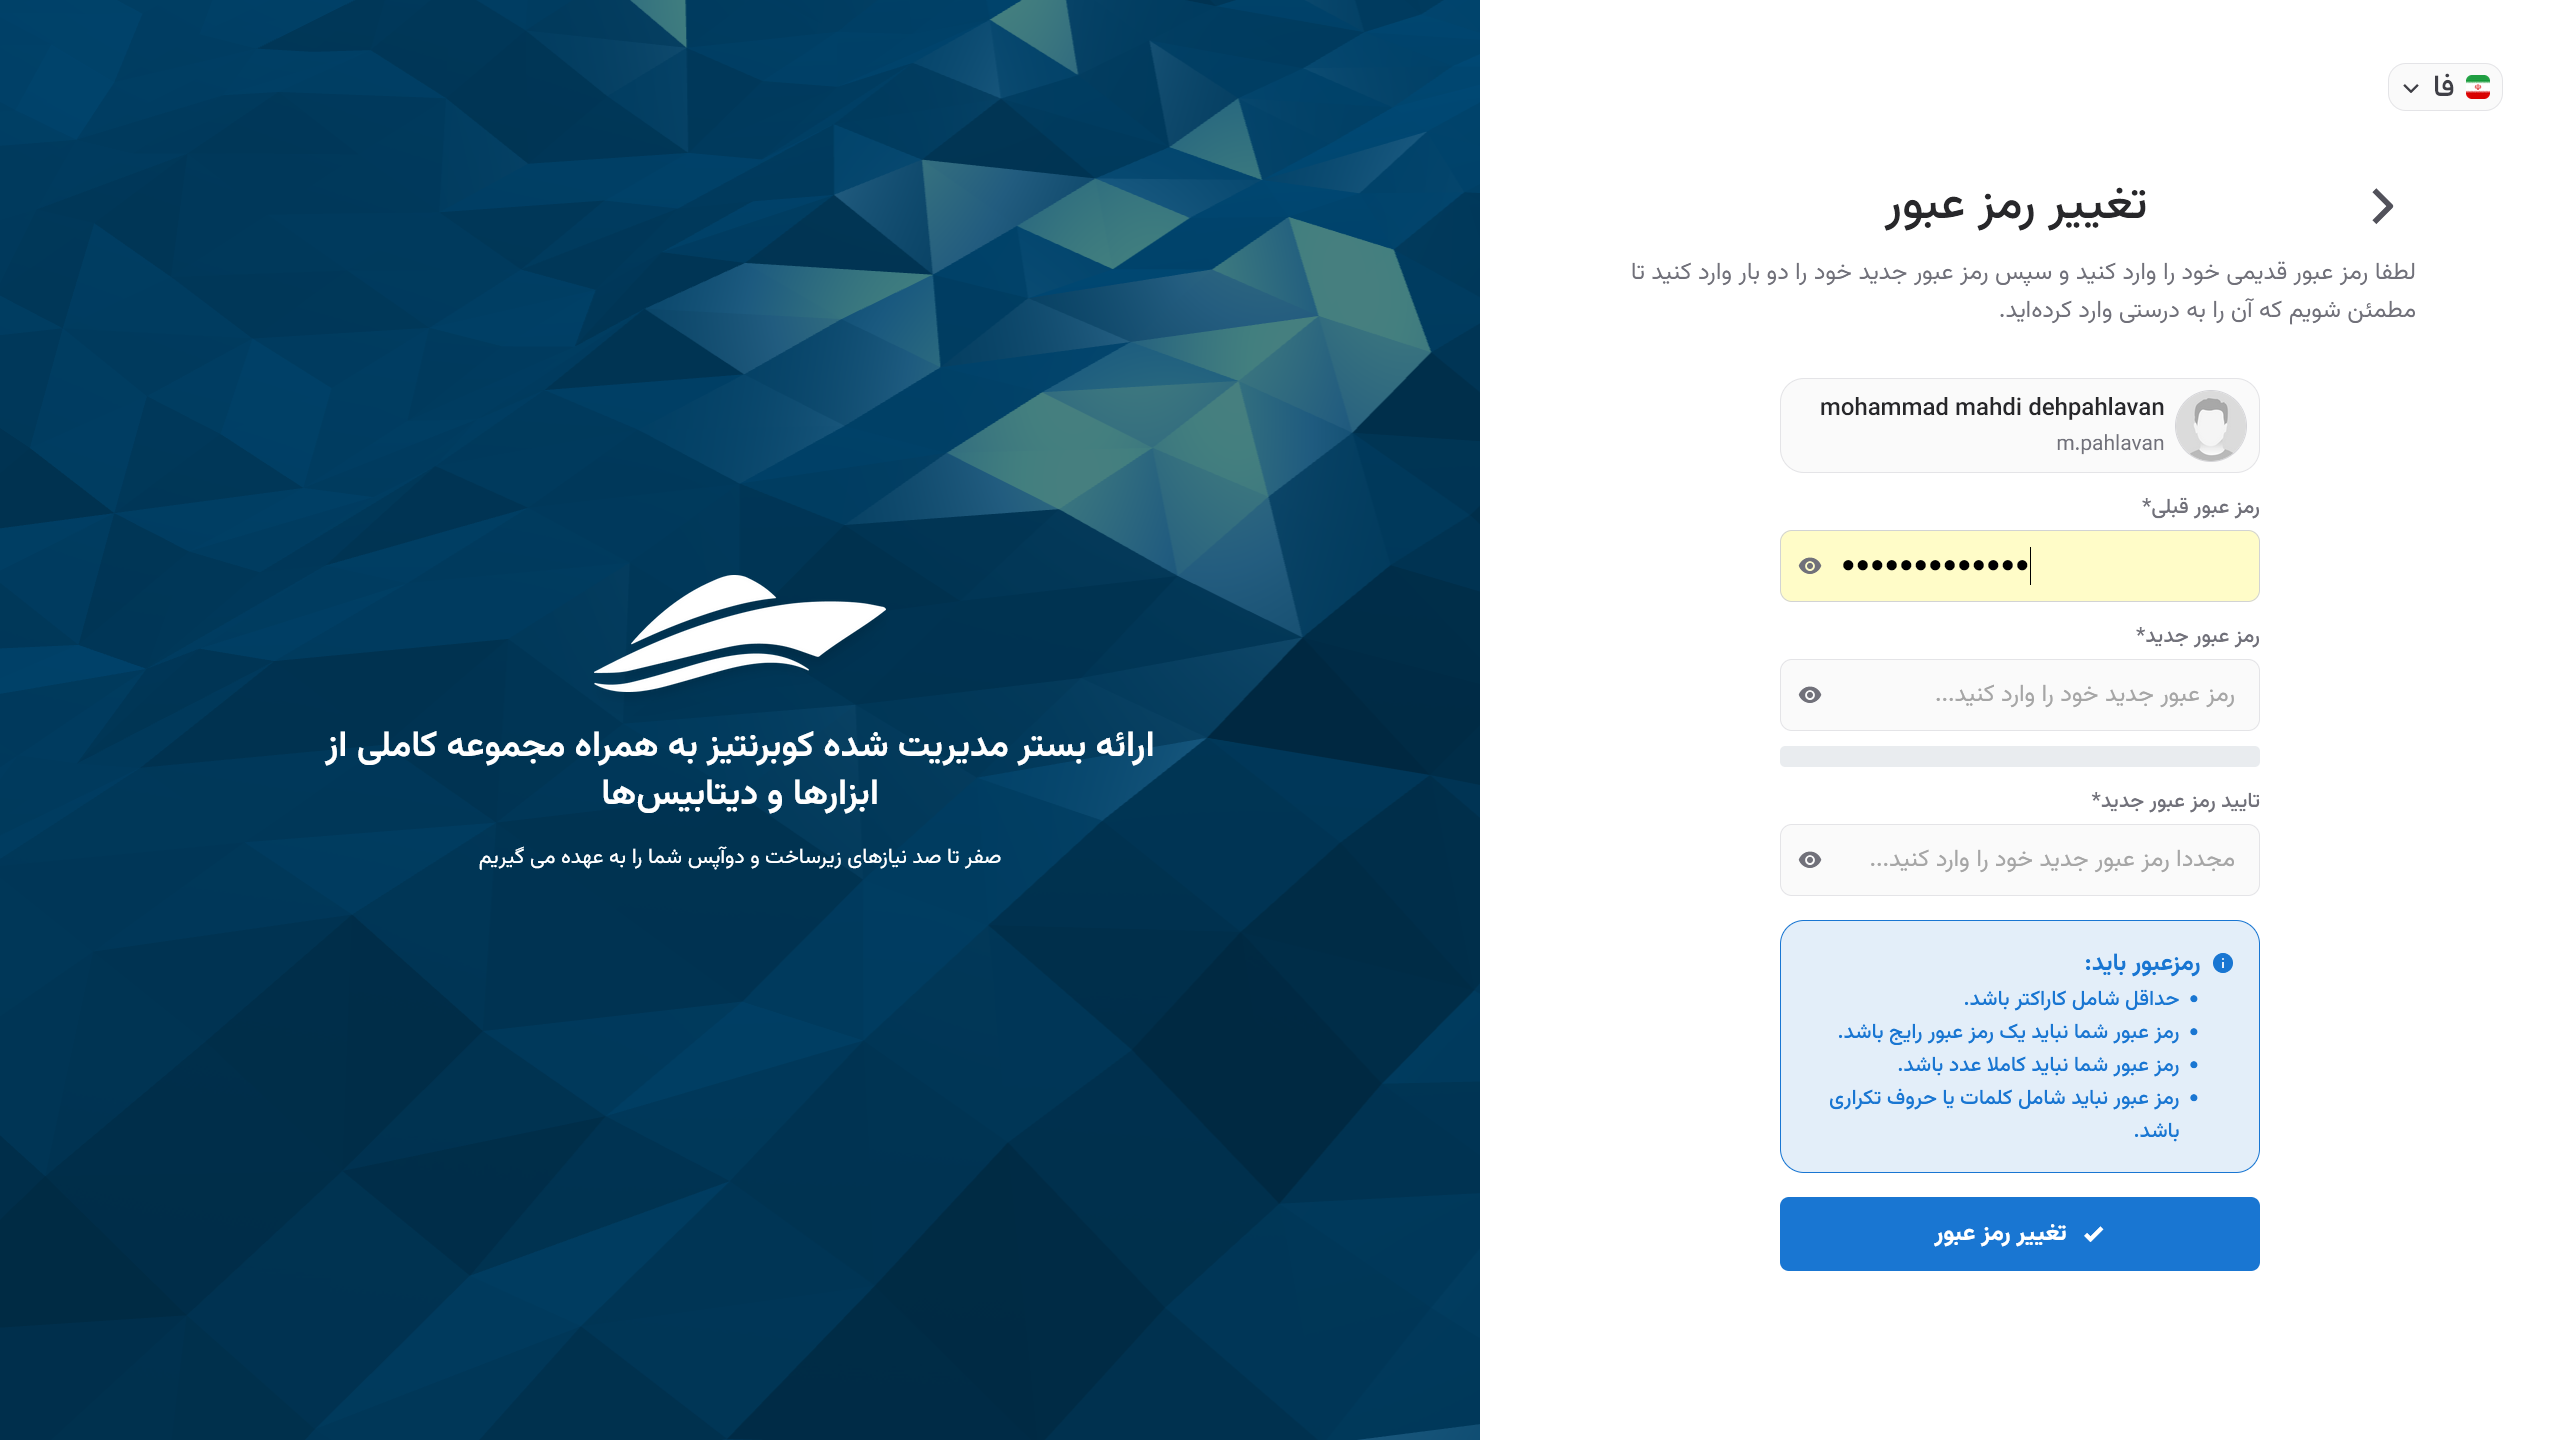 فا
تغییر رمز عبور
لطفا رمز عبور قدیمی خود را وارد کنید و سپس رمز عبور جدید خود را دو بار وارد کنید تا
مطمئن شویم که آن را به درستی وارد کرده‌اید.
mohammad mahdi dehpahlavan
m.pahlavan
رمز عبور قبلی*
•••••••••••••
رمز عبور جدید*
رمز عبور جدید خود را وارد کنید...
تایید رمز عبور جدید*
مجددا رمز عبور جدید خود را وارد کنید...
رمزعبور باید:
• حداقل شامل کاراکتر باشد.
• رمز عبور شما نباید یک رمز عبور رایج باشد.
• رمز عبور شما نباید کاملا عدد باشد.
• رمز عبور نباید شامل کلمات یا حروف تکراری
باشد.
تغییر رمز عبور
ارائه بستر مدیریت شده کوبرنتیز به همراه مجموعه کاملی از
ابزارها و دیتابیس‌ها
صفر تا صد نیازهای زیرساخت و دوآپس شما را به عهده می گیریم